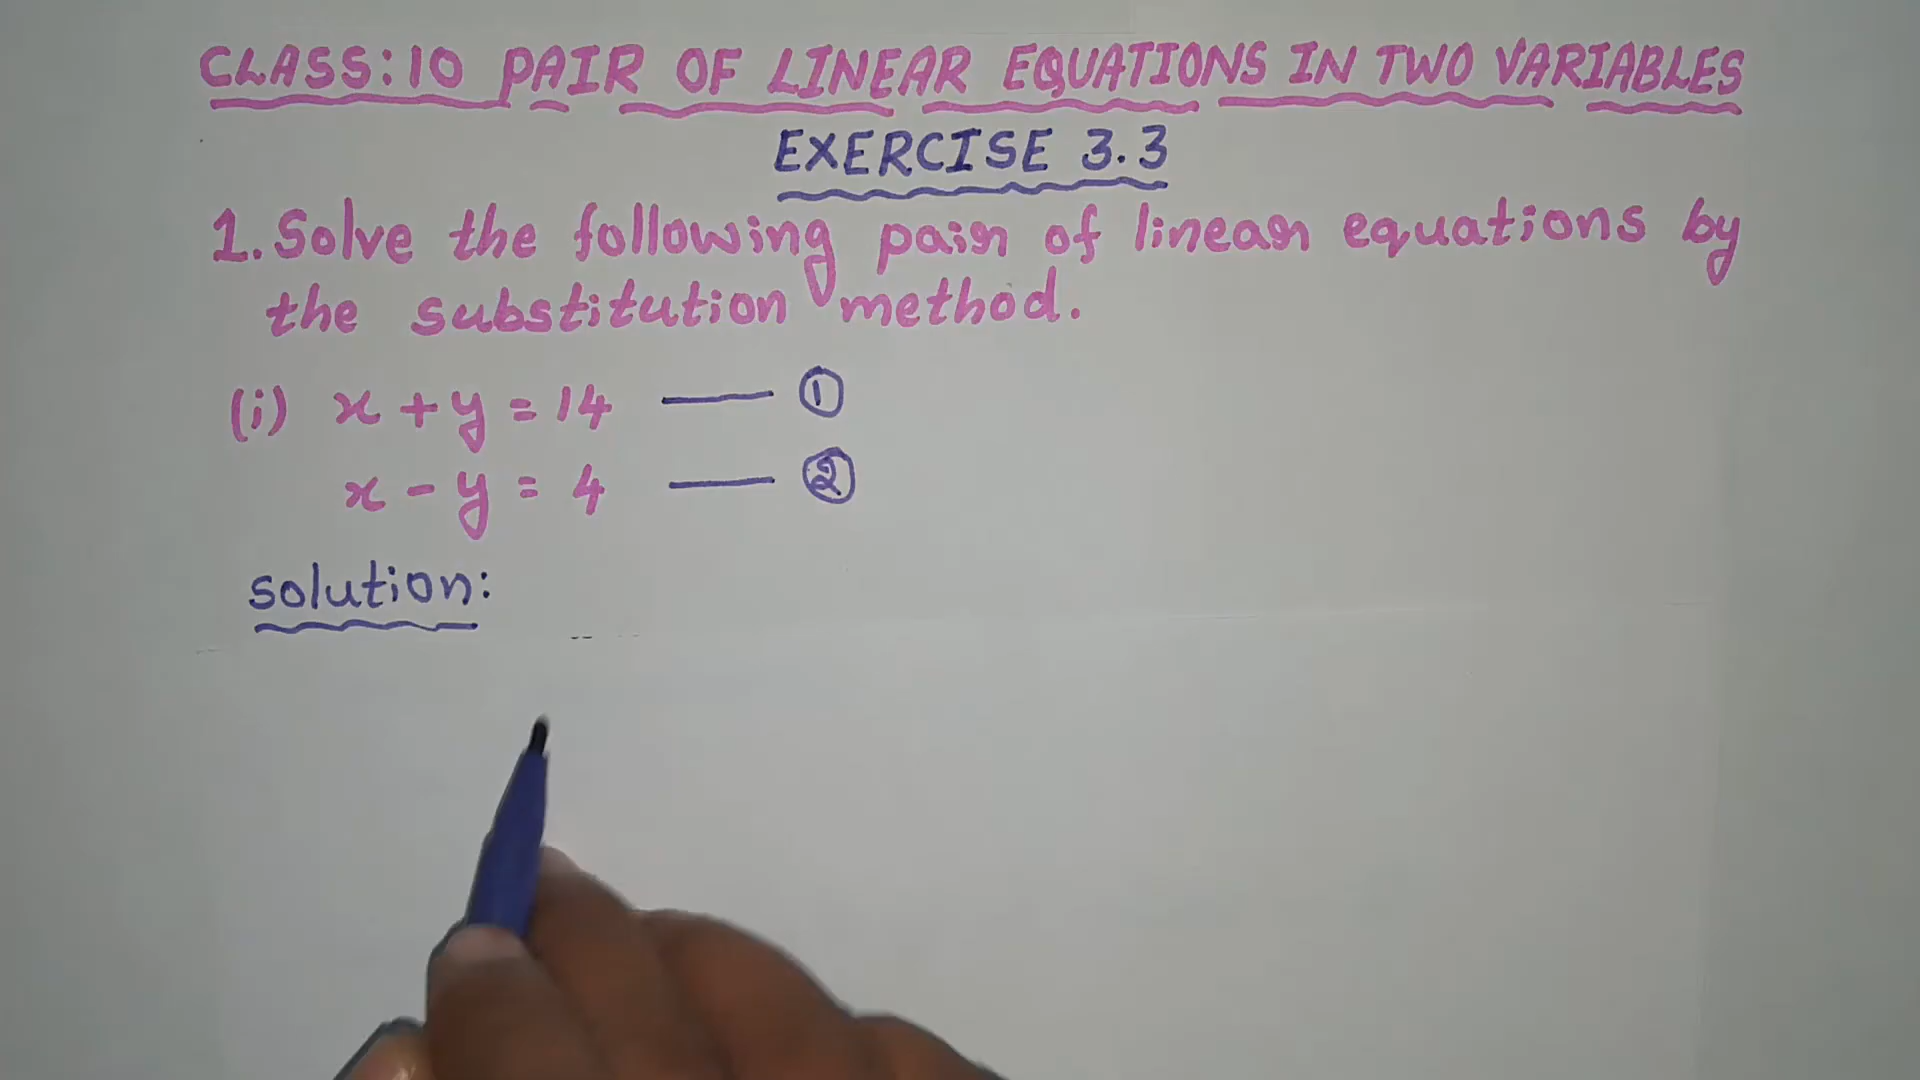 CLASS:10 PAIR OF LINEAR EQUATIONS IN TWO VARIABLES
EXERCISE 3.3
1. Solve the following pair of linear equations by
the substitution method.
(i) x + y = 14 —— ①
x - y = 4 —— ②
solution: